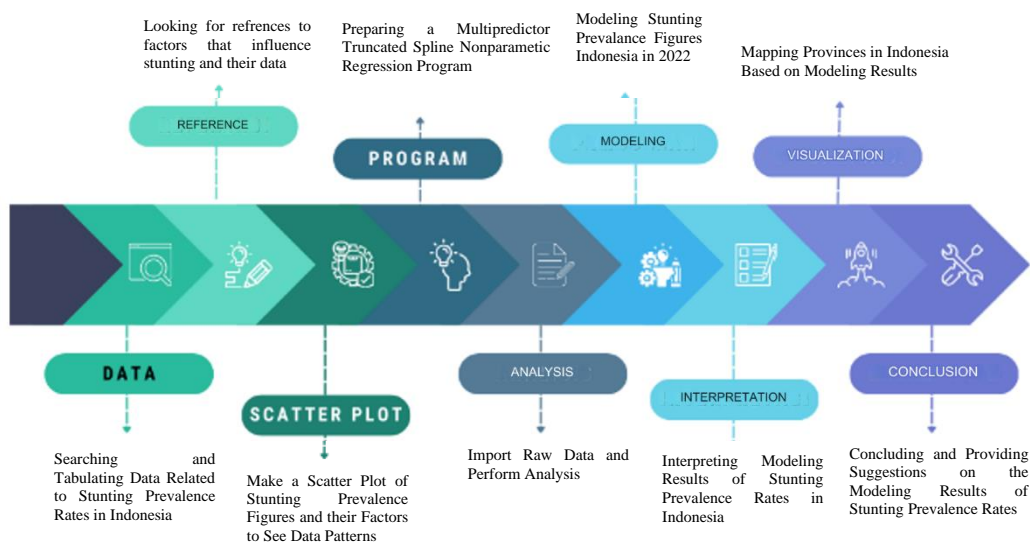 Looking for refrences to
factors that influence
stunting and their data
REFERENCE
Preparing a Multipredictor
Truncated Spline Nonparametic
Regression Program
PROGRAM
Modeling Stunting
Prevalance Figures
Indonesia in 2022
MODELING
Mapping Provinces in Indonesia
Based on Modeling Results
VISUALIZATION
DATA
Searching and
Tabulating Data Related
to Stunting Prevalence
Rates in Indonesia
SCATTER PLOT
Make a Scatter Plot of
Stunting Prevalence
Figures and their Factors
to See Data Patterns
ANALYSIS
Import Raw Data and
Perform Analysis
INTERPRETATION
Interpreting Modeling
Results of Stunting
Prevalence Rates in
Indonesia
CONCLUSION
Concluding and Providing
Suggestions on the
Modeling Results of
Stunting Prevalence Rates